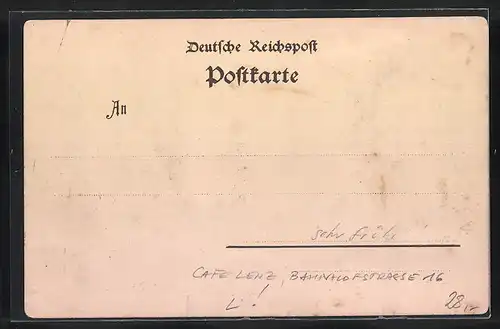 Deutsche Reichspost
Postkarte
An
sehr früh
CAFE LENZ, BAHNHOFSTRASSE 16
L!
28,-